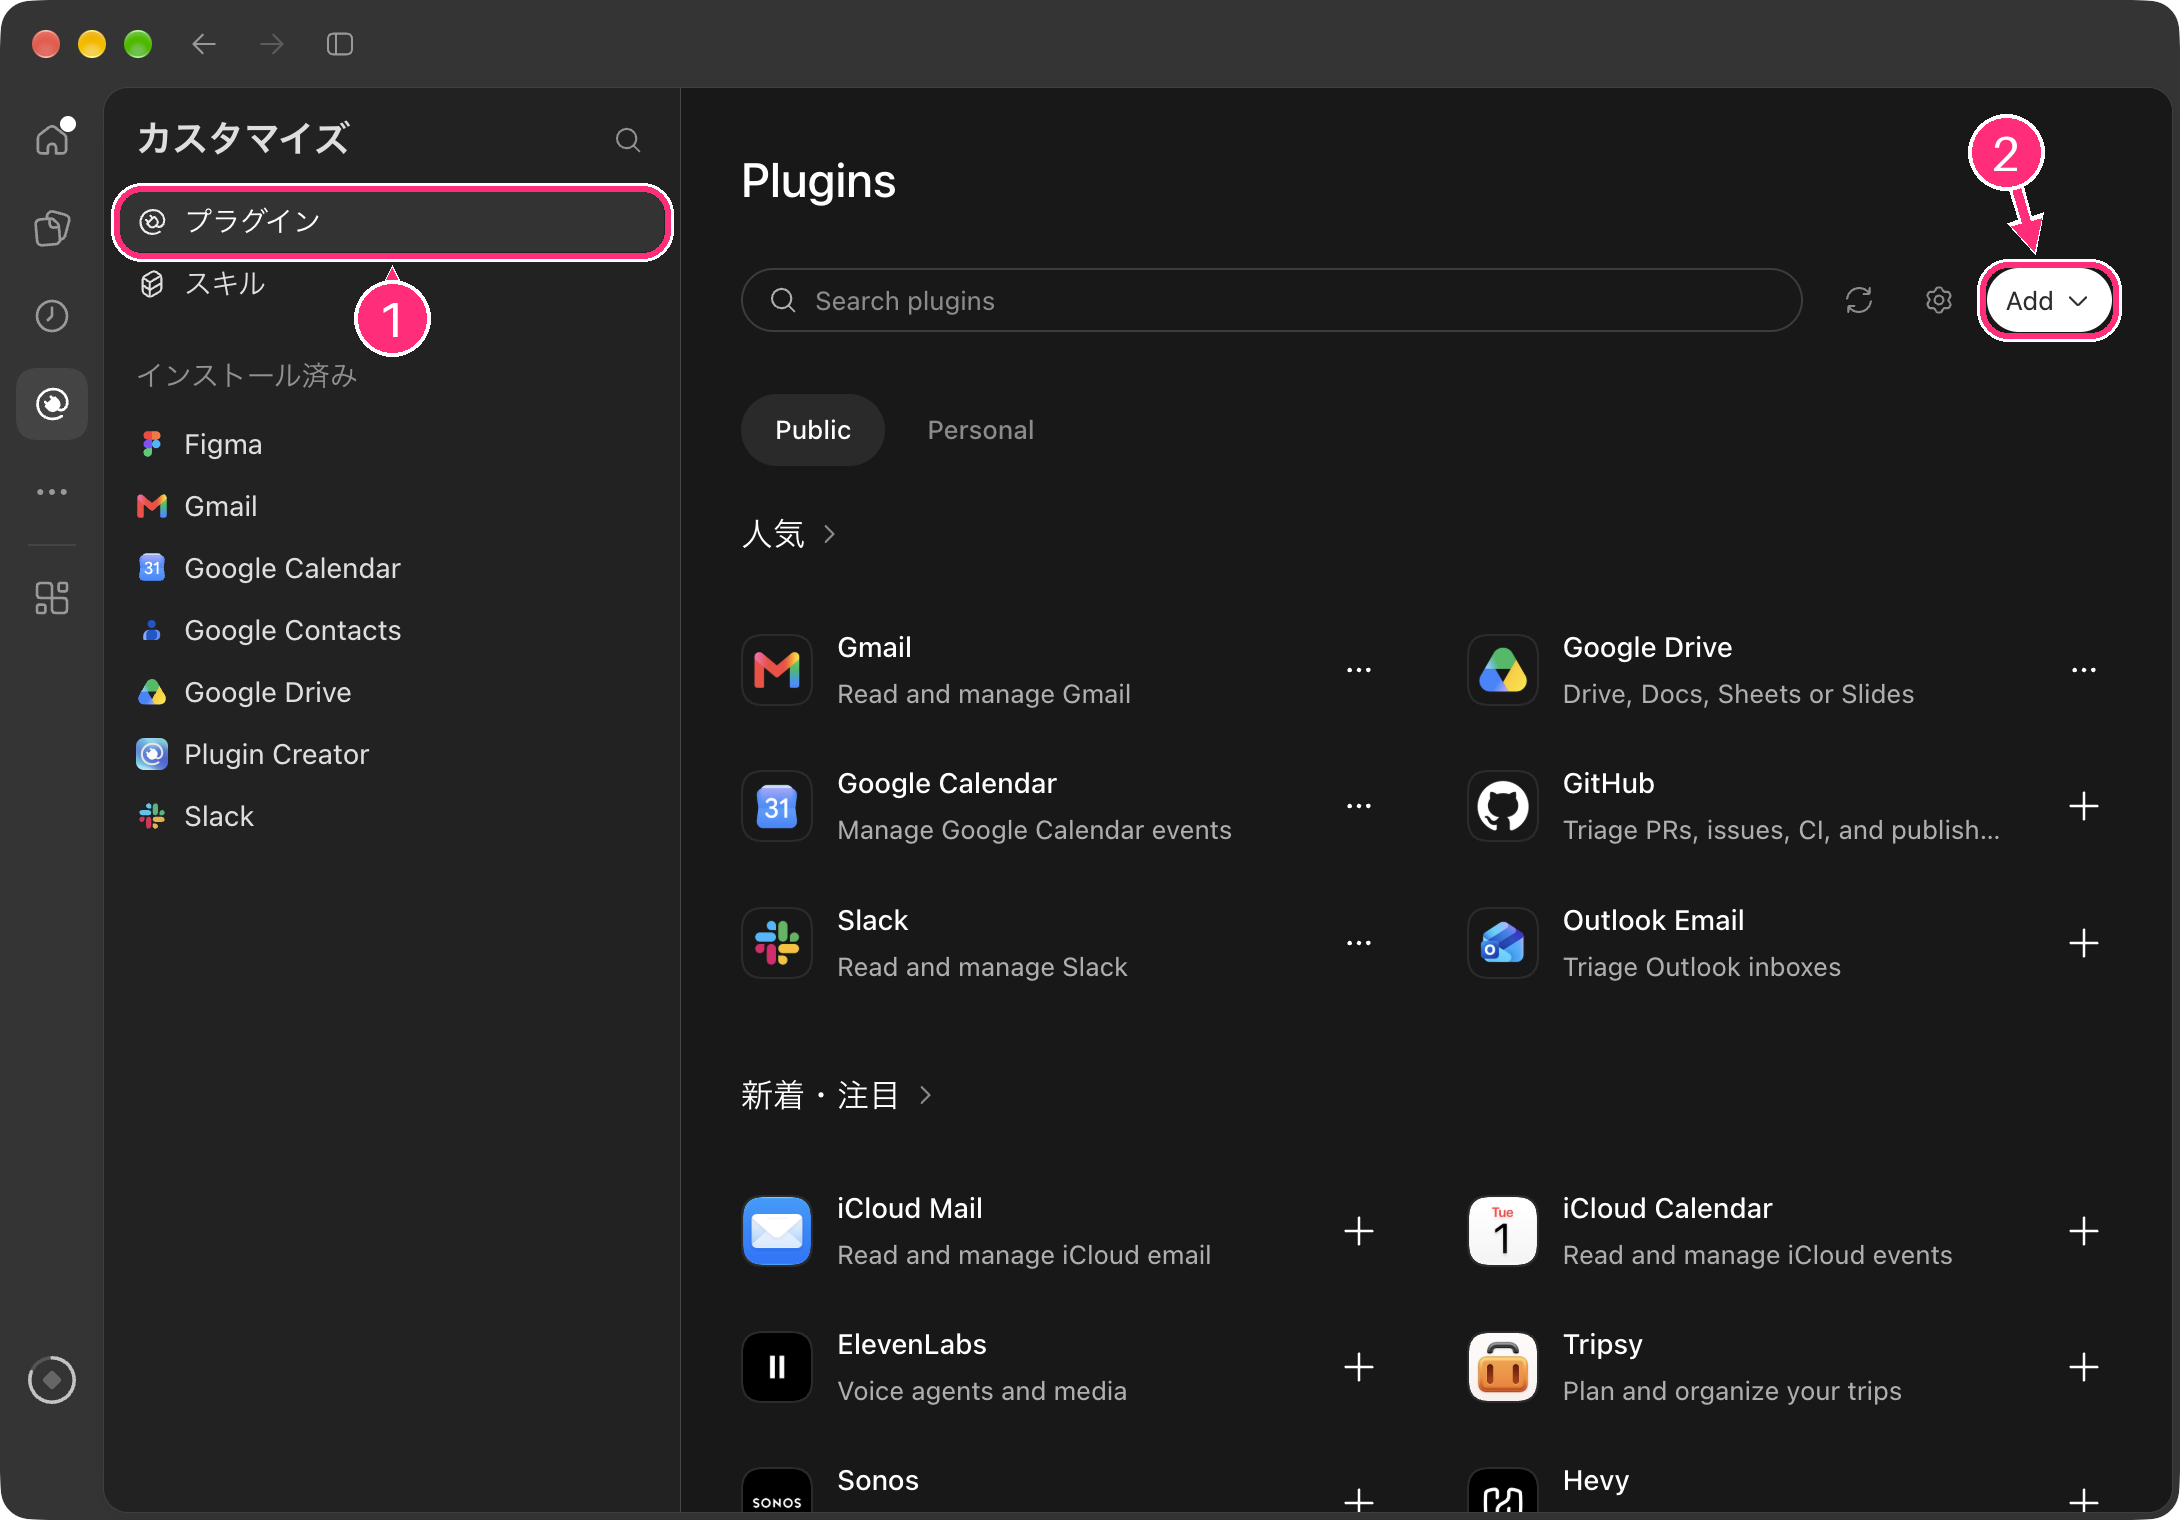 カスタマイズ
プラグイン
スキル
1
インストール済み
Figma
Gmail
31
Google Calendar
Google Contacts
Google Drive
Plugin Creator
Slack
Plugins
2
Search plugins
Add
Public
Personal
人気
Gmail
Read and manage Gmail
Google Drive
Drive, Docs, Sheets or Slides
31
Google Calendar
Manage Google Calendar events
GitHub
Triage PRs, issues, CI, and publish...
Slack
Read and manage Slack
Outlook Email
Triage Outlook inboxes
新着・注目
iCloud Mail
Read and manage iCloud email
Tue
1
iCloud Calendar
Read and manage iCloud events
ElevenLabs
Voice agents and media
Tripsy
Plan and organize your trips
SONOS
Sonos
Hevy